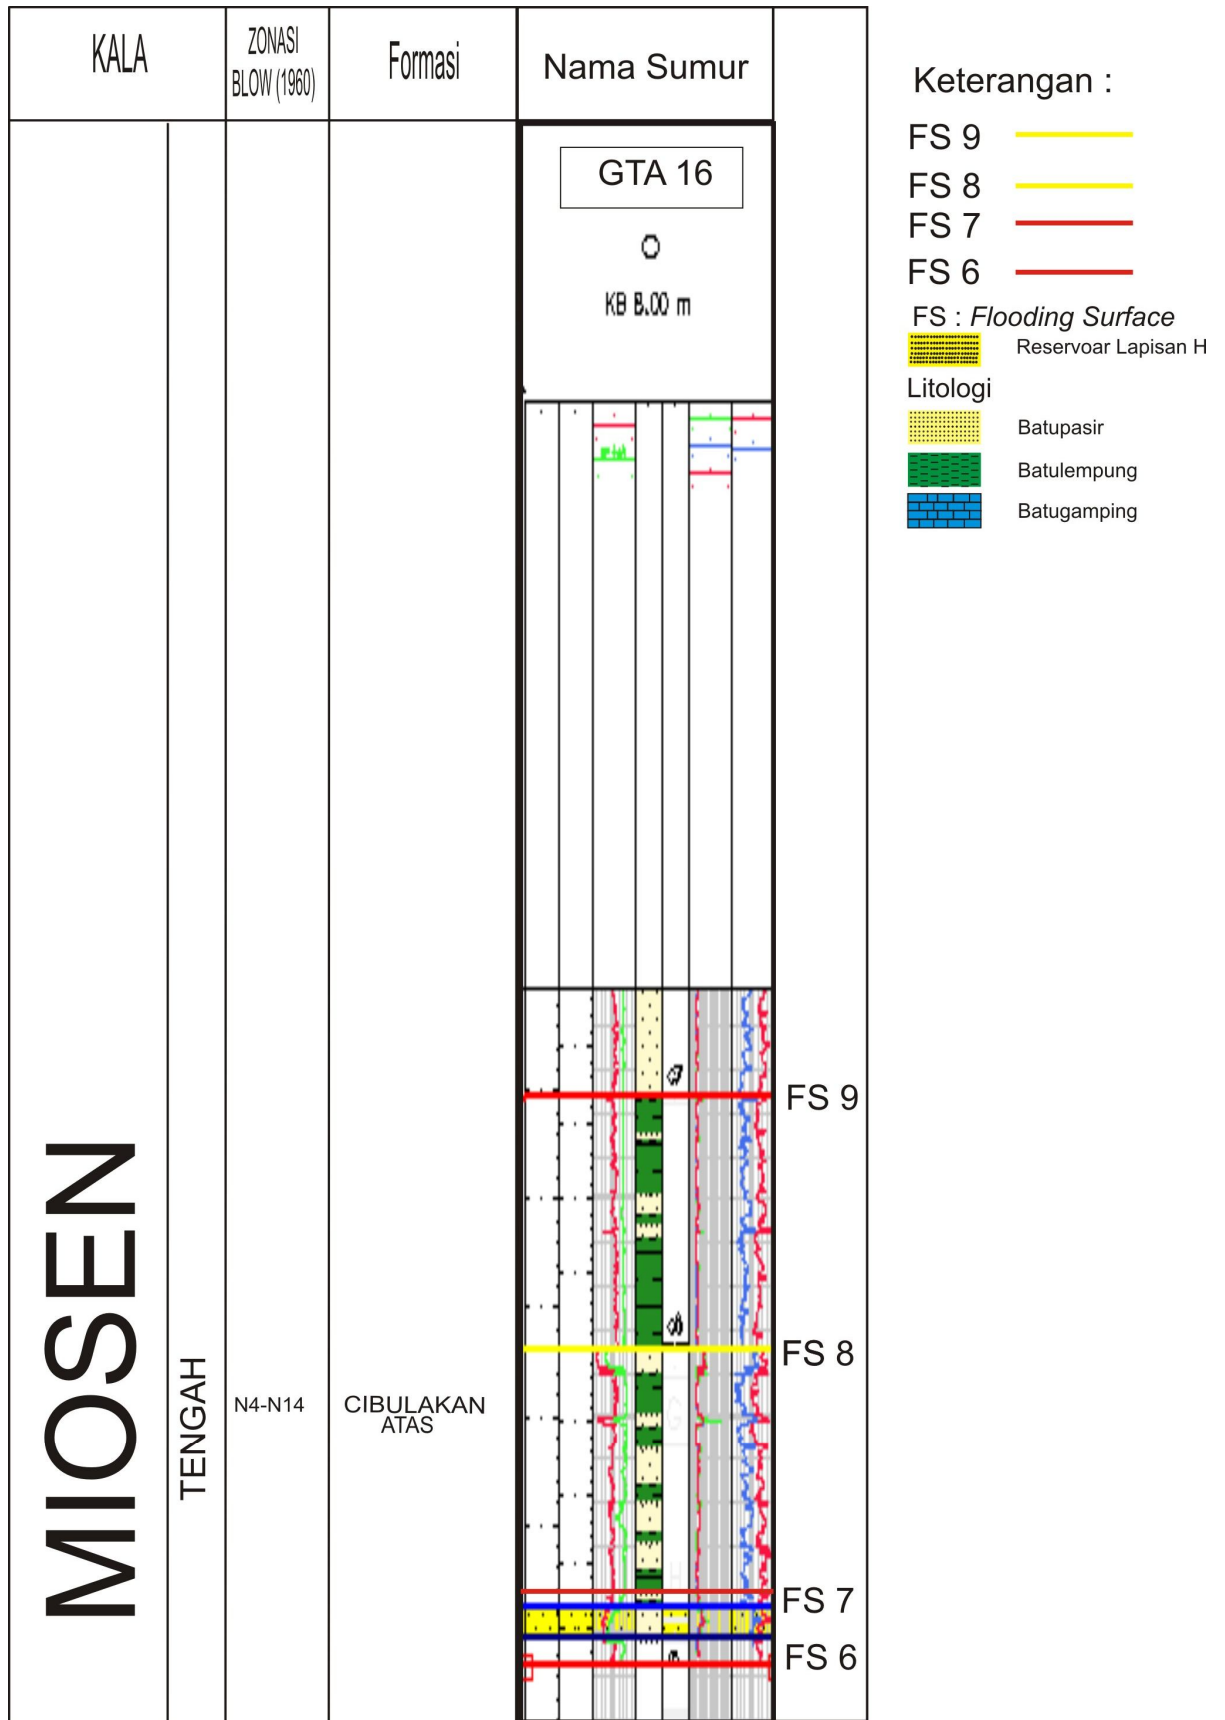 KALA
ZONASI
BLOW (1960)
Formasi
Nama Sumur
GTA 16
KB 8.00 m
MIOSEN
TENGAH
N4-N14
CIBULAKAN
ATAS
FS 9
FS 8
FS 7
FS 6
Keterangan :
FS 9
FS 8
FS 7
FS 6
FS : Flooding Surface
Reservoar Lapisan H
Litologi
Batupasir
Batulempung
Batugamping